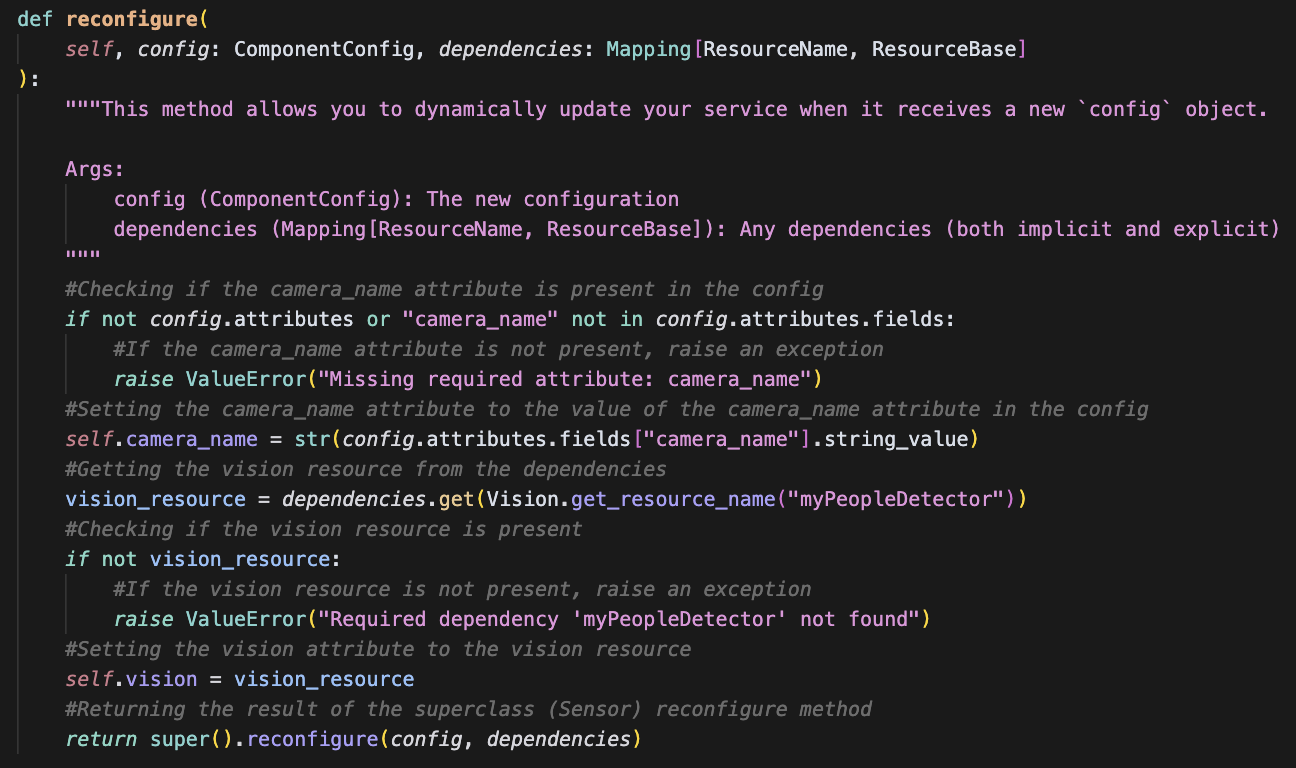 def reconfigure(
    self, config: ComponentConfig, dependencies: Mapping[ResourceName, ResourceBase]
):
    """This method allows you to dynamically update your service when it receives a new `config` object.

    Args:
        config (ComponentConfig): The new configuration
        dependencies (Mapping[ResourceName, ResourceBase]): Any dependencies (both implicit and explicit)
    """
    #Checking if the camera_name attribute is present in the config
    if not config.attributes or "camera_name" not in config.attributes.fields:
        #If the camera_name attribute is not present, raise an exception
        raise ValueError("Missing required attribute: camera_name")
    #Setting the camera_name attribute to the value of the camera_name attribute in the config
    self.camera_name = str(config.attributes.fields["camera_name"].string_value)
    #Getting the vision resource from the dependencies
    vision_resource = dependencies.get(Vision.get_resource_name("myPeopleDetector"))
    #Checking if the vision resource is present
    if not vision_resource:
        #If the vision resource is not present, raise an exception
        raise ValueError("Required dependency 'myPeopleDetector' not found")
    #Setting the vision attribute to the vision resource
    self.vision = vision_resource
    #Returning the result of the superclass (Sensor) reconfigure method
    return super().reconfigure(config, dependencies)